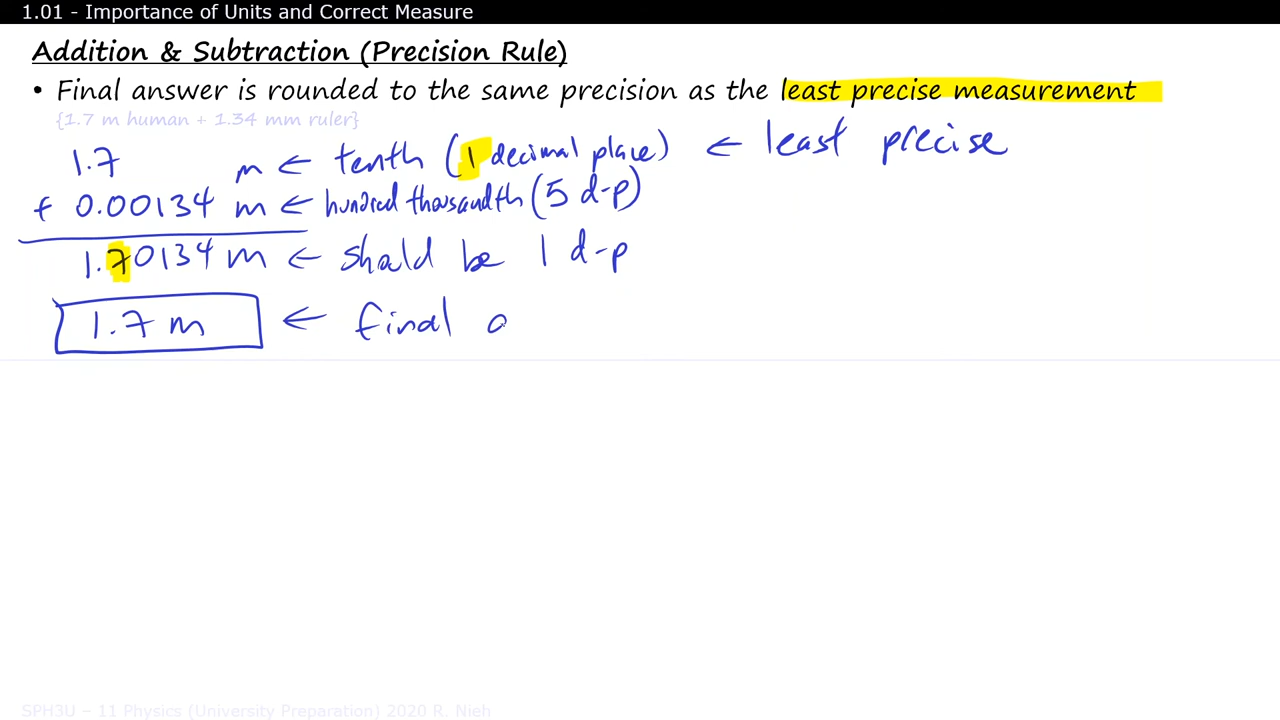 1.01 - Importance of Units and Correct Measure
Addition & Subtraction (Precision Rule)
• Final answer is rounded to the same precision as the least precise measurement
{1.7 m human + 1.34 mm ruler}
1.7 m ← tenth (1 decimal place) ← least precise
+ 0.00134 m ← hundred thousandth (5 d-p)
1.70134 m ← should be 1 d-p
1.7 m ← final a
SPH3U – 11 Physics (University Preparation) 2020 R. Nieh